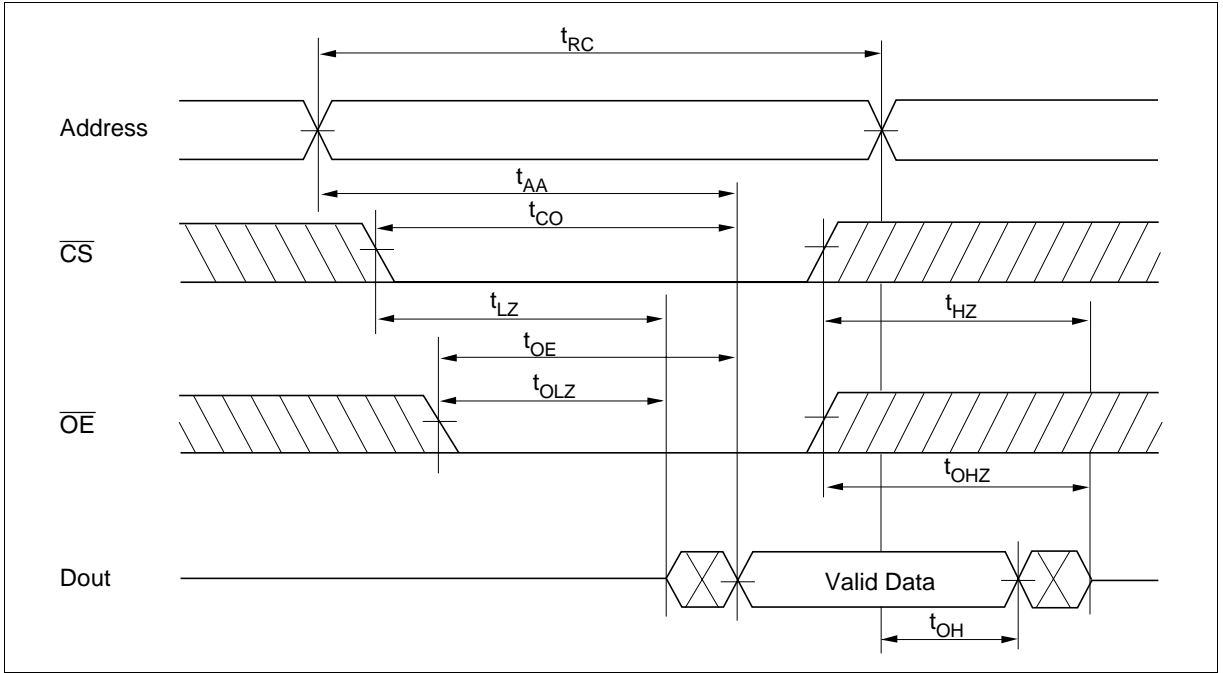 tRC
Address
tAA
tCO
CS
tLZ
tHZ
tOE
tOLZ
OE
tOHZ
Dout
Valid Data
tOH